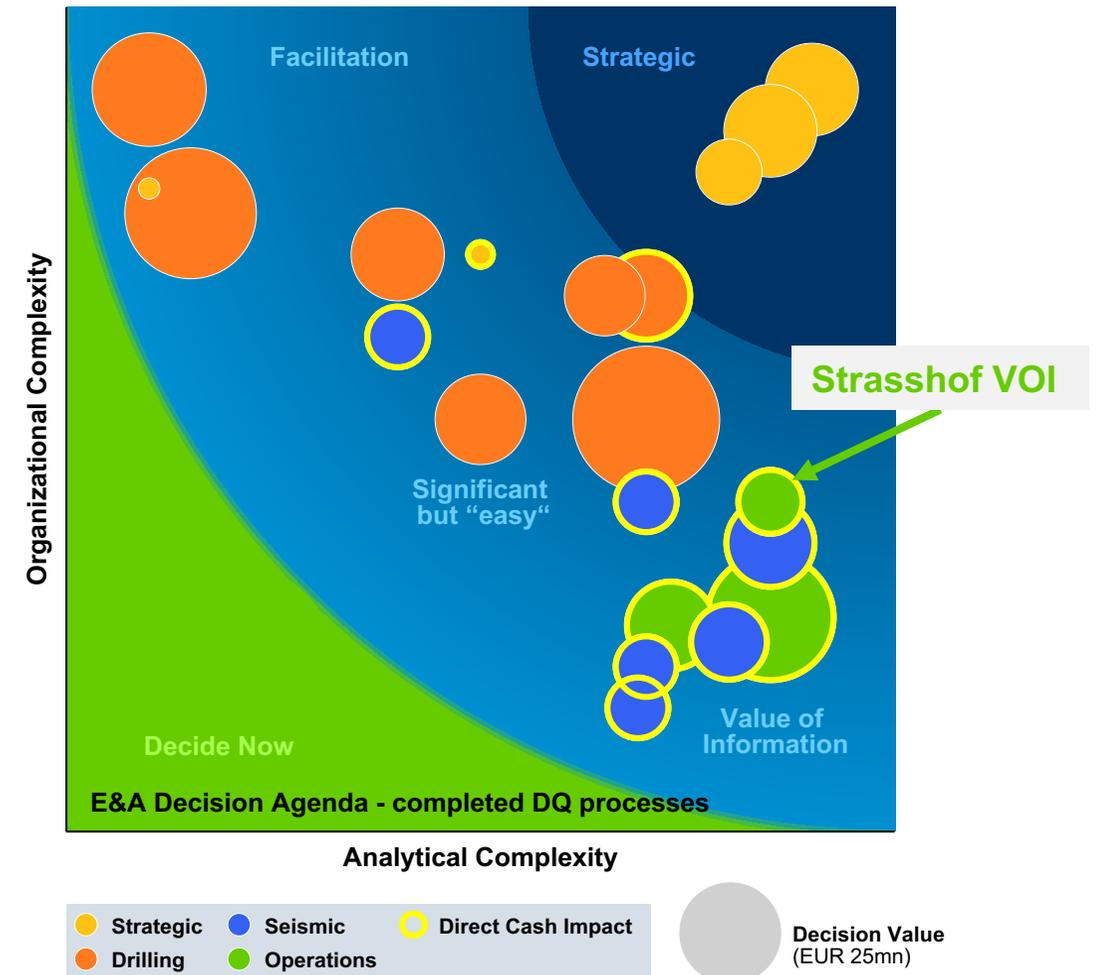 Facilitation
Strategic
Organizational Complexity
Strasshof VOI
Significant
but “easy“
Value of
Information
Decide Now
E&A Decision Agenda - completed DQ processes
Analytical Complexity
Strategic
Seismic
Direct Cash Impact
Drilling
Operations
Decision Value
(EUR 25mn)